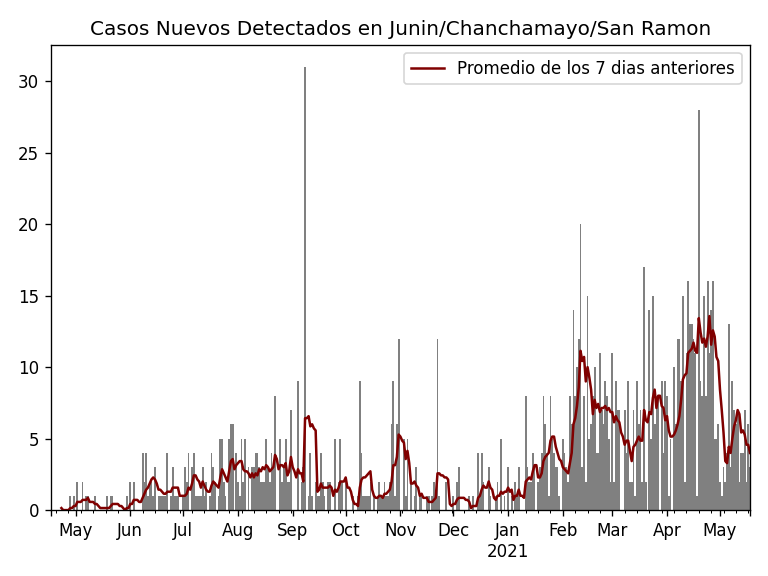 Casos Nuevos Detectados en Junin/Chanchamayo/San Ramon
Promedio de los 7 dias anteriores
30
25
20
15
10
5
0
May Jun Jul Aug Sep Oct Nov Dec Jan Feb Mar Apr May
2021